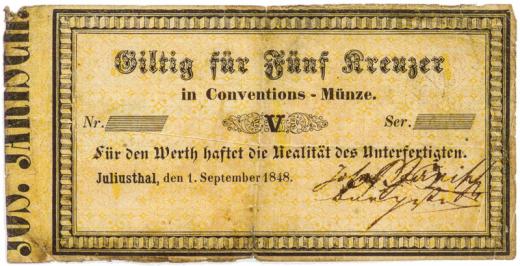 JOS. JANISCH
Giltig für Fünf Kreuzer
in Conventions-Münze.
Nr.
V
Ser.
Für den Werth haftet die Realität des Unterfertigten.
Juliusthal, den 1. September 1848.